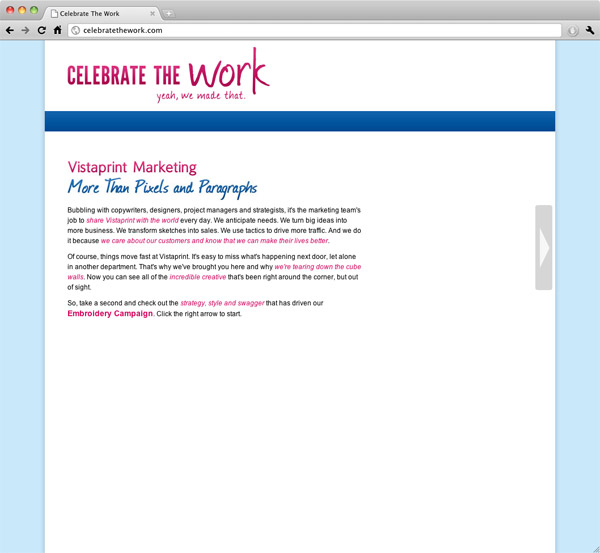 Celebrate The Work
celebratethework.com
CELEBRATE THE work
yeah, we made that.
Vistaprint Marketing
More Than Pixels and Paragraphs
Bubbling with copywriters, designers, project managers and strategists, it's the marketing team's
job to share Vistaprint with the world every day. We anticipate needs. We turn big ideas into
more business. We transform sketches into sales. We use tactics to drive more traffic. And we do
it because we care about our customers and know that we can make their lives better.
Of course, things move fast at Vistaprint. It's easy to miss what's happening next door, let alone
in another department. That's why we've brought you here and why we're tearing down the cube
walls. Now you can see all of the incredible creative that's been right around the corner, but out
of sight.
So, take a second and check out the strategy, style and swagger that has driven our
Embroidery Campaign. Click the right arrow to start.